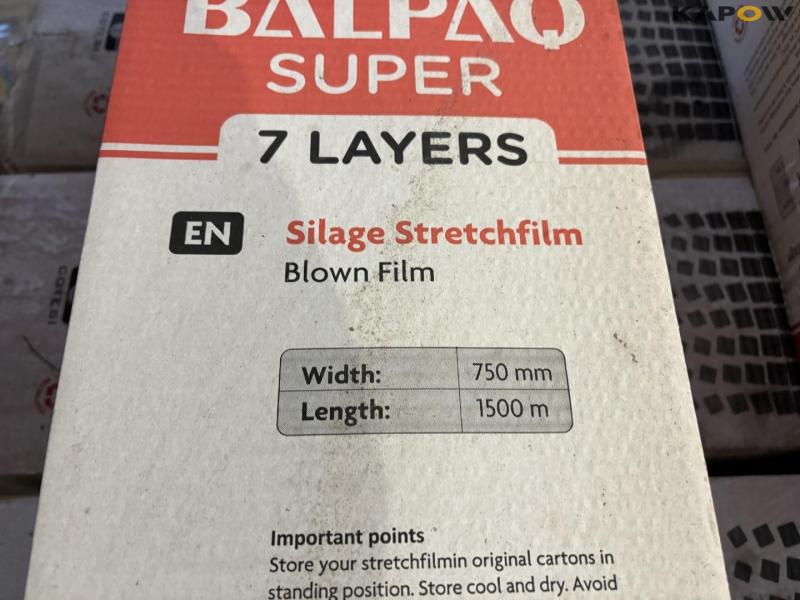 KAPOW
BALPAQ
SUPER
7 LAYERS
EN
Silage Stretchfilm
Blown Film
Width: 750 mm
Length: 1500 m
Important points
Store your stretchfilmin original cartons in
standing position. Store cool and dry. Avoid
COTESI